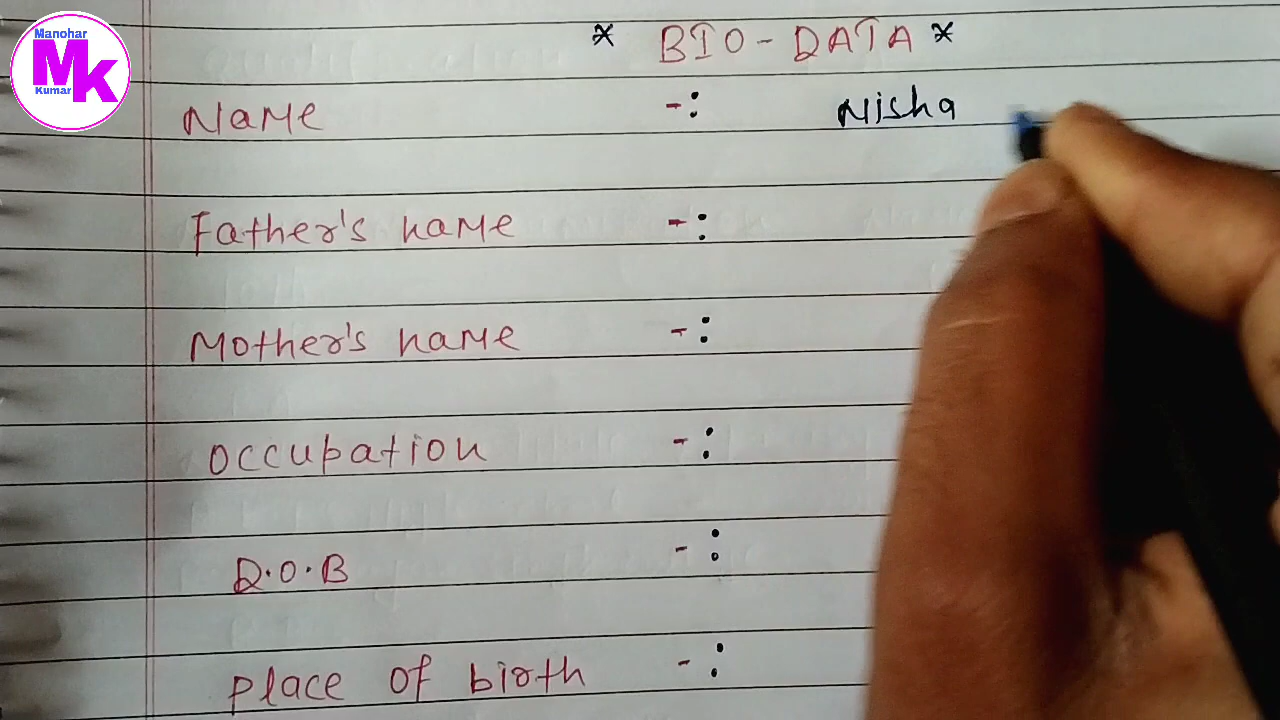 Manohar
MK
Kumar
* BIO-DATA *
Name -: Nisha
Father's name -:
Mother's name -:
Occupation -:
D.O.B -:
Place of birth -: